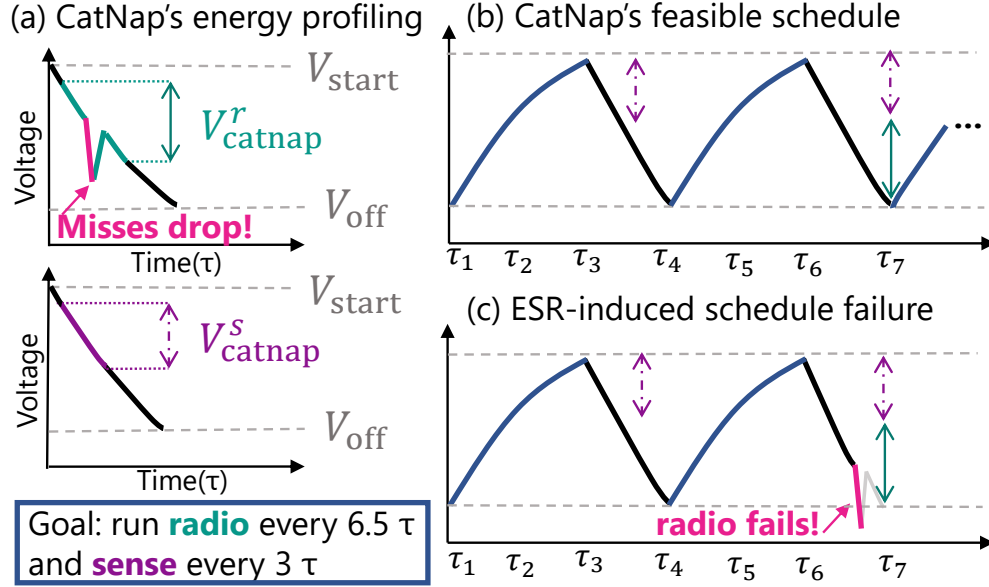 (a) CatNap's energy profiling
V_start
V^r_catnap
Voltage
V_off
Misses drop!
Time(τ)
V_start
V^s_catnap
Voltage
V_off
Time(τ)
Goal: run radio every 6.5 τ
and sense every 3 τ
(b) CatNap's feasible schedule
...
τ1 τ2 τ3 τ4 τ5 τ6 τ7
(c) ESR-induced schedule failure
radio fails!
τ1 τ2 τ3 τ4 τ5 τ6 τ7